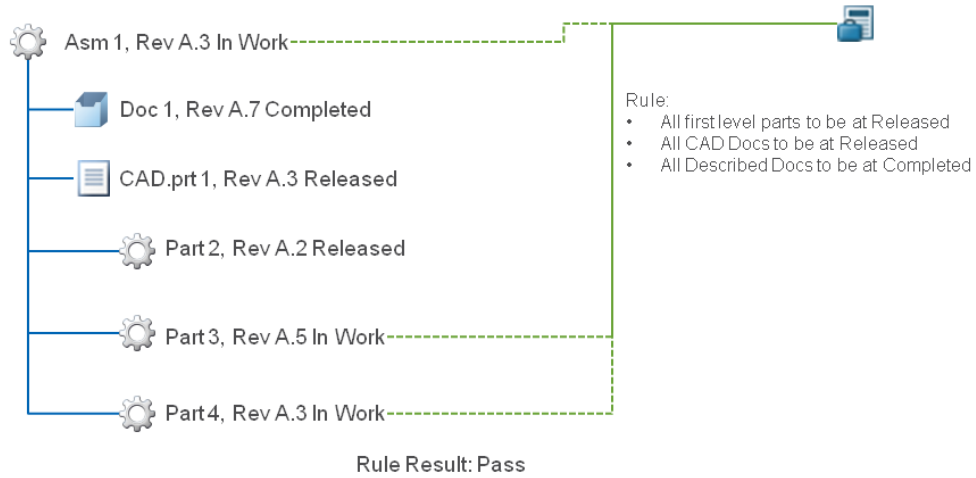 Asm 1, Rev A.3 In Work
Doc 1, Rev A.7 Completed
CAD.prt 1, Rev A.3 Released
Part 2, Rev A.2 Released
Part 3, Rev A.5 In Work
Part 4, Rev A.3 In Work
Rule:
• All first level parts to be at Released
• All CAD Docs to be at Released
• All Described Docs to be at Completed
Rule Result: Pass